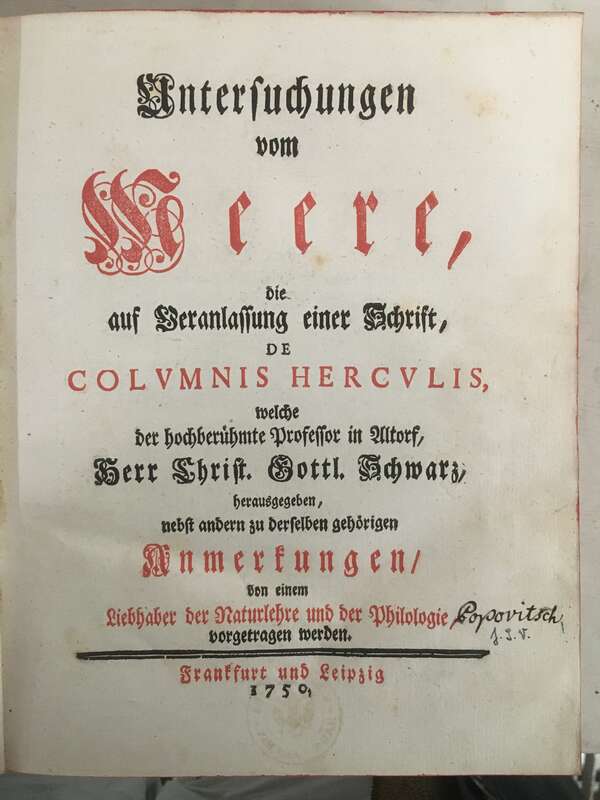 Untersuchungen
vom
Meere,
die
auf Veranlassung einer Schrift,
DE
COLVMNIS HERCVLIS,
welche
der hochberühmte Professor in Altorf,
Herr Christ. Gottl. Schwarz,
herausgegeben,
nebst andern zu derselben gehörigen
Anmerkungen,
von einem
Liebhaber der Naturlehre und der Philologie, Popovitsch,
J. S. V.
vorgetragen werden.
Frankfurt und Leipzig
1750,